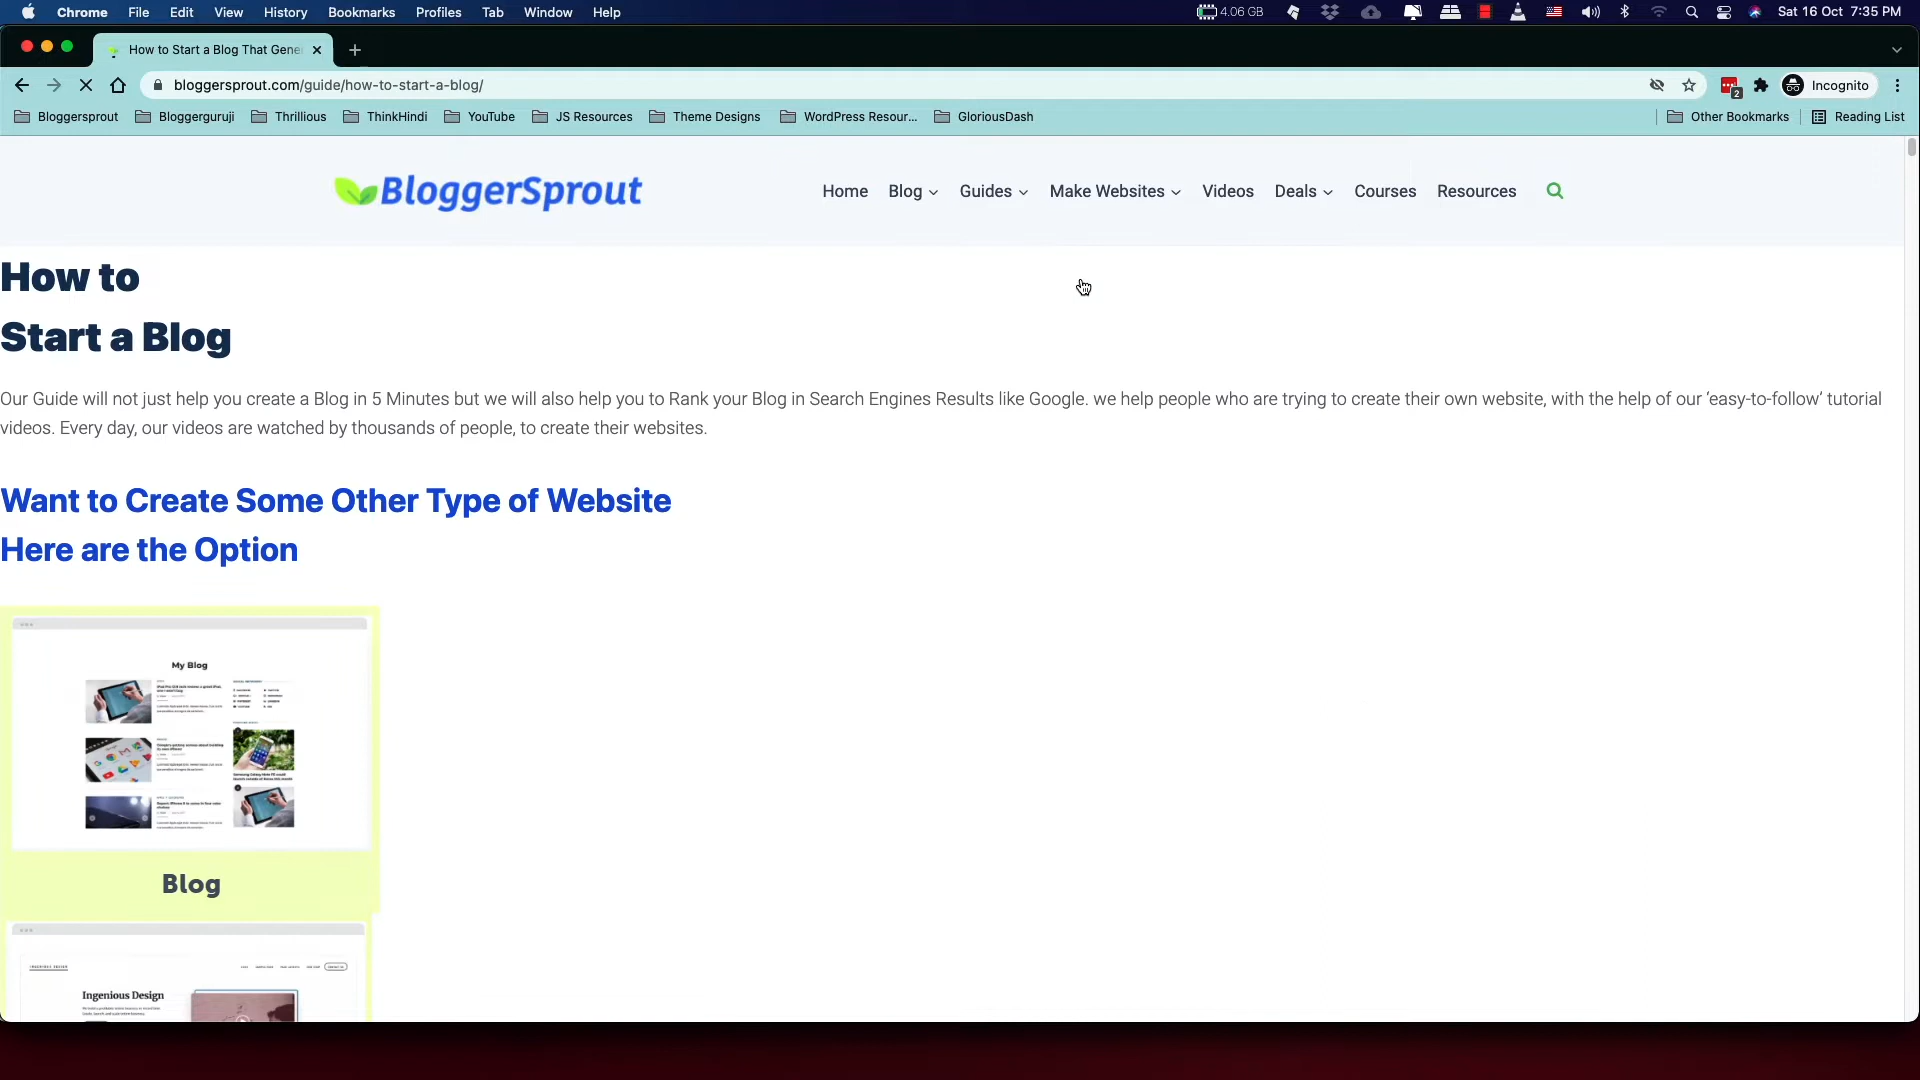 Chrome File Edit View History Bookmarks Profiles Tab Window Help 4.06 GB Sat 16 Oct 7:35 PM
How to Start a Blog That Gene
bloggersprout.com/guide/how-to-start-a-blog/ 2 Incognito
Bloggersprout Bloggerguruji Thrillious ThinkHindi YouTube JS Resources Theme Designs WordPress Resour... GloriousDash Other Bookmarks Reading List
BloggerSprout Home Blog Guides Make Websites Videos Deals Courses Resources
How to
Start a Blog
Our Guide will not just help you create a Blog in 5 Minutes but we will also help you to Rank your Blog in Search Engines Results like Google. we help people who are trying to create their own website, with the help of our ‘easy-to-follow’ tutorial
videos. Every day, our videos are watched by thousands of people, to create their websites.
Want to Create Some Other Type of Website
Here are the Option
My Blog
Blog
Ingenious Design